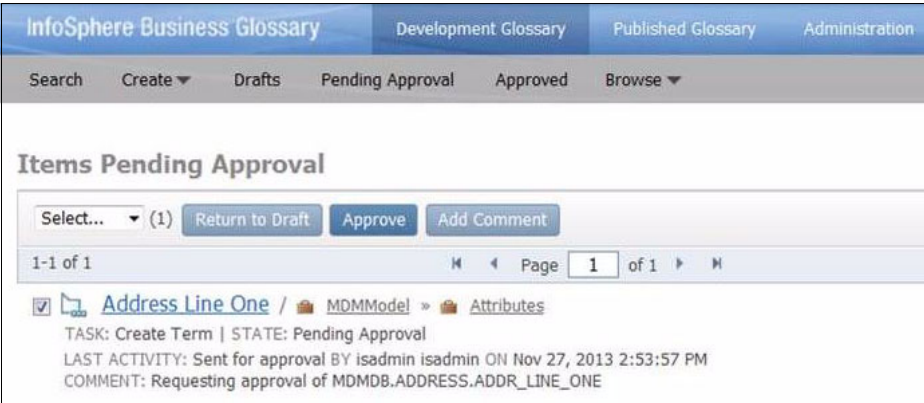 InfoSphere Business Glossary Development Glossary Published Glossary Administration
Search Create Drafts Pending Approval Approved Browse
Items Pending Approval
Select... (1) Return to Draft Approve Add Comment
1-1 of 1 Page 1 of 1
Address Line One / MDMModel » Attributes
TASK: Create Term | STATE: Pending Approval
LAST ACTIVITY: Sent for approval BY isadmin isadmin ON Nov 27, 2013 2:53:57 PM
COMMENT: Requesting approval of MDMDB.ADDRESS.ADDR_LINE_ONE